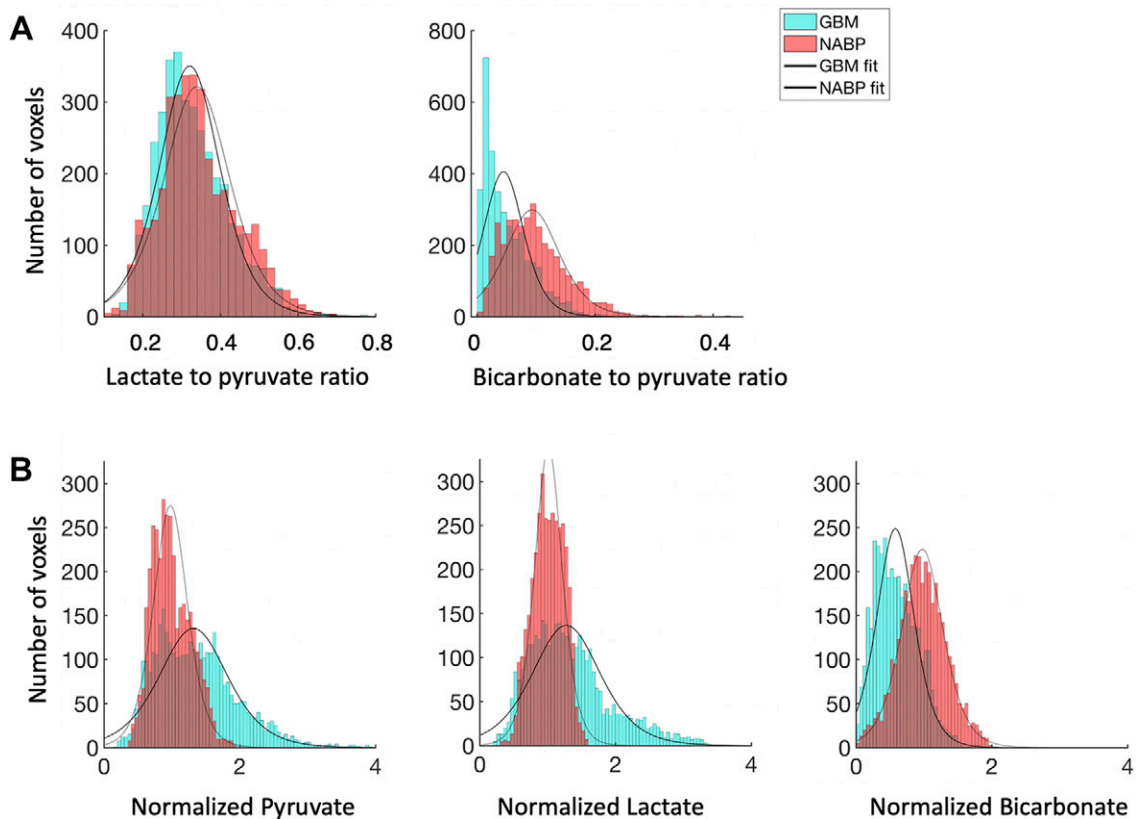 A
GBM
NABP
GBM fit
NABP fit
Number of voxels
400
300
200
100
0
0.2 0.4 0.6 0.8
Lactate to pyruvate ratio
800
600
400
200
0
0 0.2 0.4
Bicarbonate to pyruvate ratio
B
Number of voxels
300
250
200
150
100
50
0
0 2 4
Normalized Pyruvate
300
250
200
150
100
50
0
0 2 4
Normalized Lactate
300
250
200
150
100
50
0
0 2 4
Normalized Bicarbonate